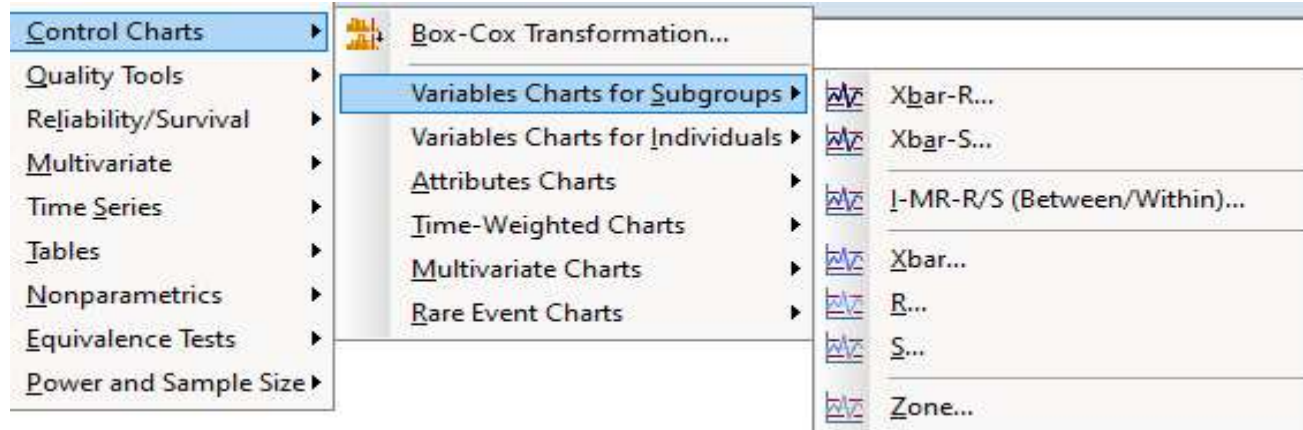 Control Charts
Quality Tools
Reliability/Survival
Multivariate
Time Series
Tables
Nonparametrics
Equivalence Tests
Power and Sample Size
Box-Cox Transformation...
Variables Charts for Subgroups
Variables Charts for Individuals
Attributes Charts
Time-Weighted Charts
Multivariate Charts
Rare Event Charts
Xbar-R...
Xbar-S...
I-MR-R/S (Between/Within)...
Xbar...
R...
S...
Zone...